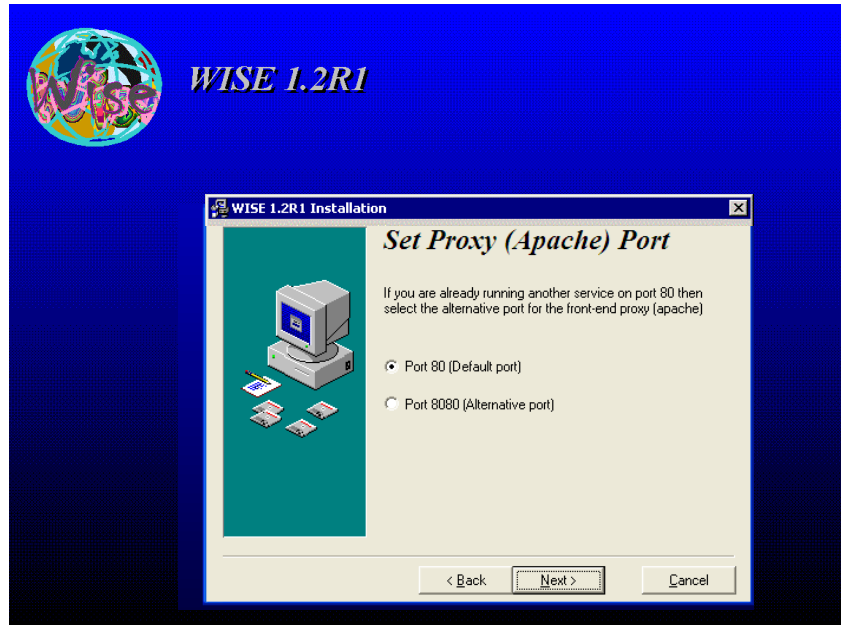 Wise
WISE 1.2R1
WISE 1.2R1 Installation
Set Proxy (Apache) Port
If you are already running another service on port 80 then
select the alternative port for the front-end proxy (apache)
Port 80 (Default port)
Port 8080 (Alternative port)
< Back
Next >
Cancel